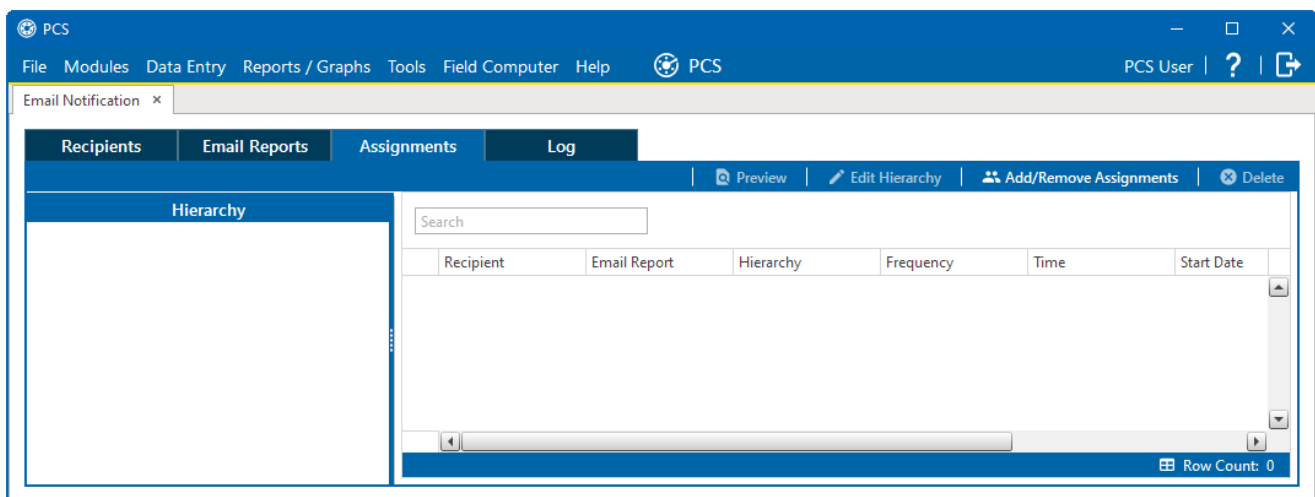 PCS
File Modules Data Entry Reports / Graphs Tools Field Computer Help PCS PCS User | ? |
Email Notification ×
Recipients Email Reports Assignments Log
Preview | Edit Hierarchy | Add/Remove Assignments | Delete
Hierarchy
Search
Recipient Email Report Hierarchy Frequency Time Start Date
Row Count: 0